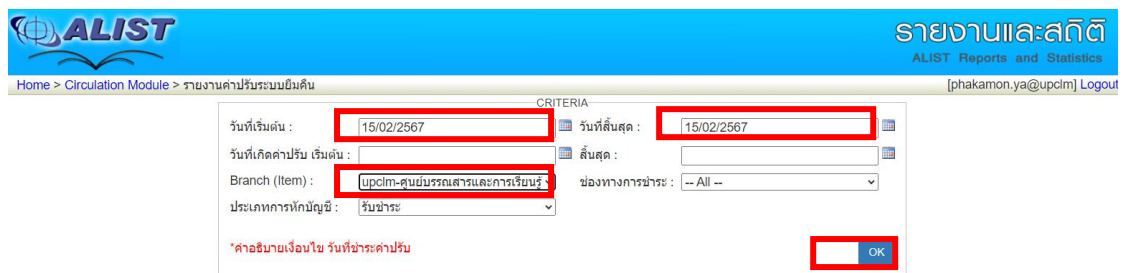 ALIST
รายงานและสถิติ
ALIST Reports and Statistics
Home > Circulation Module > รายงานค่าปรับระบบยืมคืน
[phakamon.ya@upclm] Logout
CRITERIA
วันที่เริ่มต้น : 15/02/2567 วันที่สิ้นสุด : 15/02/2567
วันที่เกิดค่าปรับ เริ่มต้น : สิ้นสุด :
Branch (Item) : upclm-ศูนย์บรรณสารและการเรียนรู้ ช่องทางการชำระ : -- All --
ประเภทการหักบัญชี : รับชำระ
*คำอธิบายเงื่อนไข วันที่ชำระค่าปรับ
OK